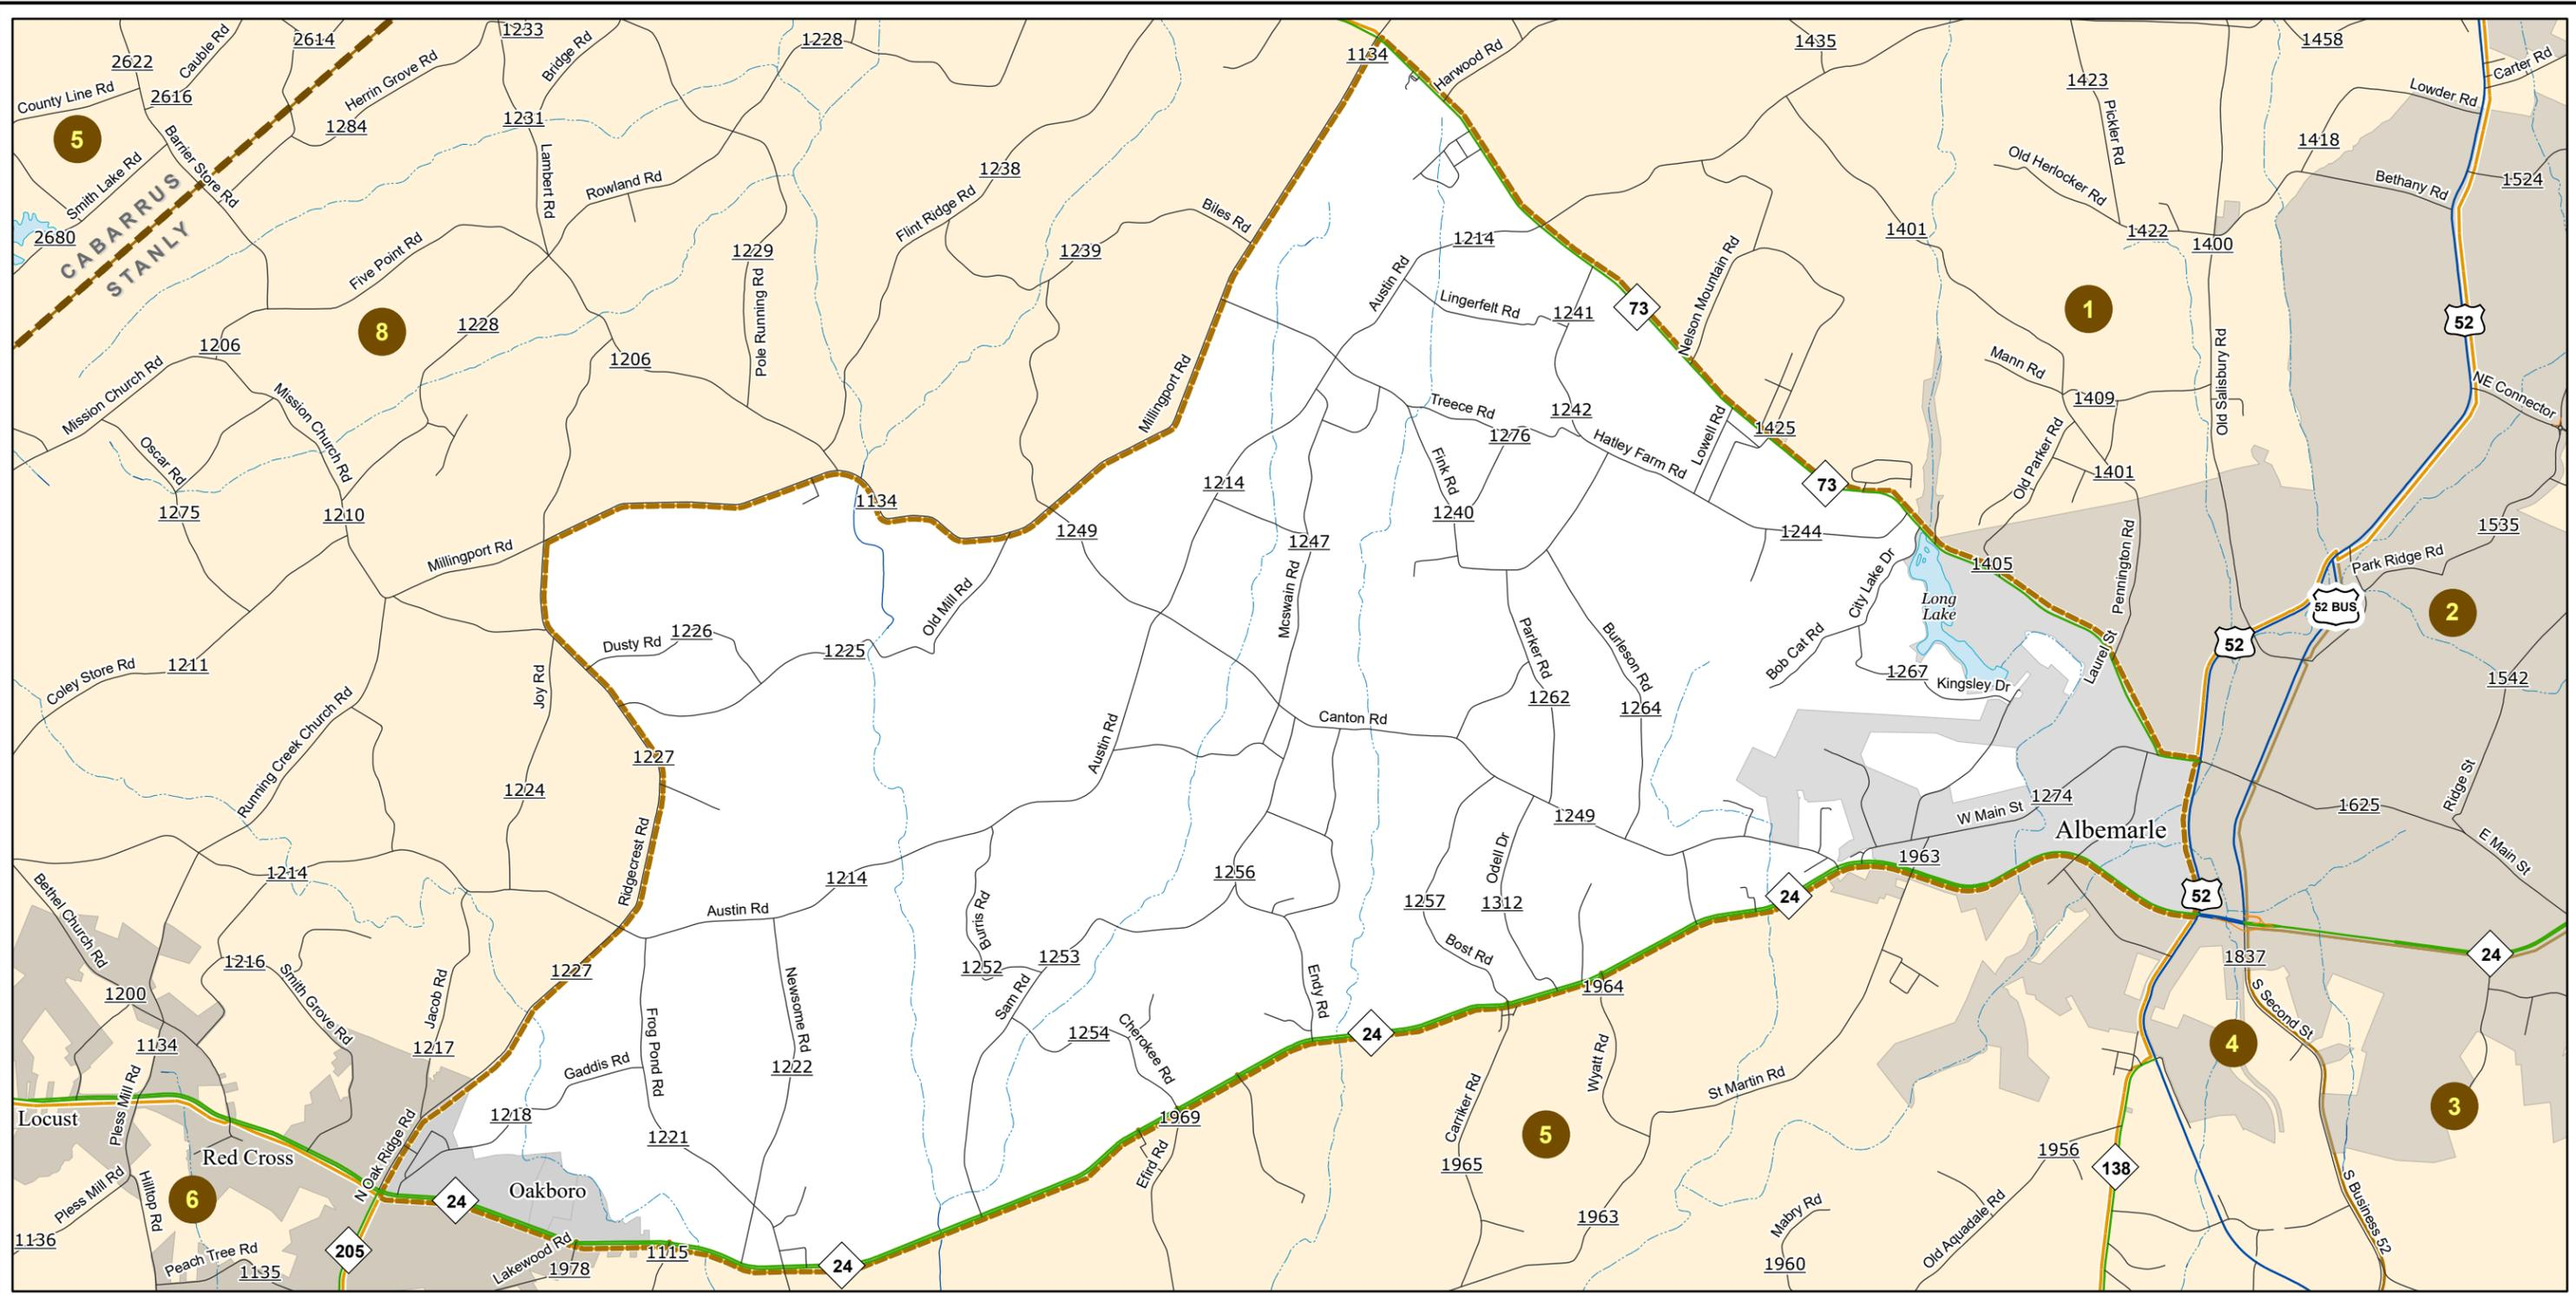 2622
Cauble Rd
2614
1233
Bridge Rd
1228
1134
Harwood Rd
1435
1458
Carter Rd
County Line Rd
2616
Herrin Grove Rd
1284
1231
1423
Pickler Rd
Lowder Rd
5
Barrier Store Rd
Smith Lake Rd
Lambert Rd
Rowland Rd
1238
1418
Old Herlocker Rd
Bethany Rd
1524
CABARRUS
STANLY
2680
Five Point Rd
1229
Flint Ridge Rd
1239
Biles Rd
1214
Austin Rd
1401
1422
1400
8
1228
1206
1206
Pole Running Rd
Lingerfelt Rd
1241
73
Nelson Mountain Rd
1
52
Mission Church Rd
Mission Church Rd
Millingport Rd
Mann Rd
1409
Old Salisbury Rd
NE Connector
Treece Rd
1242
1276
Hatley Farm Rd
Lowell Rd
1425
Oscar Rd
Fink Rd
Old Parker Rd
1401
1214
73
1275
1210
1134
1249
1240
1247
1244
1535
Millingport Rd
Mcswain Rd
City Lake Dr
1405
Pennington Rd
Park Ridge Rd
Long
Lake
52 BUS
2
Old Mill Rd
Dusty Rd
1226
1225
Parker Rd
Burleson Rd
Bob Cat Rd
Laurel St
52
Coley Store Rd
1211
Joy Rd
1267
Kingsley Dr
1542
Running Creek Church Rd
1262
1264
Canton Rd
Austin Rd
1227
1224
1274
1249
W Main St
Albemarle
1625
Ridge St
E Main St
Ridgecrest Rd
Odell Dr
1963
1214
1214
1256
Bethel Church Rd
Austin Rd
Burris Rd
1257
1312
24
52
1216
Smith Grove Rd
1227
1252
1253
Bost Rd
1837
24
1200
Jacob Rd
Newsome Rd
Sam Rd
Endy Rd
1964
S Second St
1134
1217
Frog Pond Rd
1254
Cherokee Rd
24
4
Gaddis Rd
1222
Wyatt Rd
St Martin Rd
Locust
Pless Mill Rd
1218
1969
Carriker Rd
5
3
N Oak Ridge Rd
1221
Red Cross
Efird Rd
1965
1956
138
Pless Mill Rd
Hilltop Rd
6
24
Oakboro
S Business 52
1136
1963
Mabry Rd
Old Aquadale Rd
205
Peach Tree Rd
1135
Lakewood Rd
1978
1115
24
1960